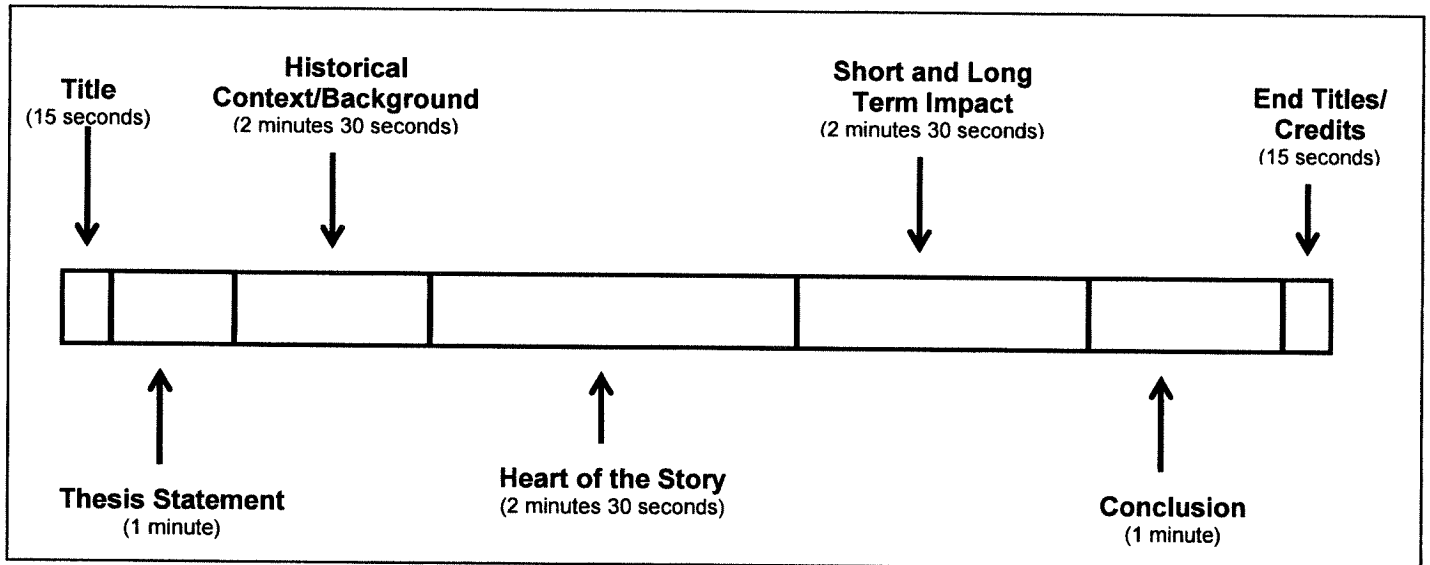 Title
(15 seconds)
Historical
Context/Background
(2 minutes 30 seconds)
Short and Long
Term Impact
(2 minutes 30 seconds)
End Titles/
Credits
(15 seconds)
Thesis Statement
(1 minute)
Heart of the Story
(2 minutes 30 seconds)
Conclusion
(1 minute)